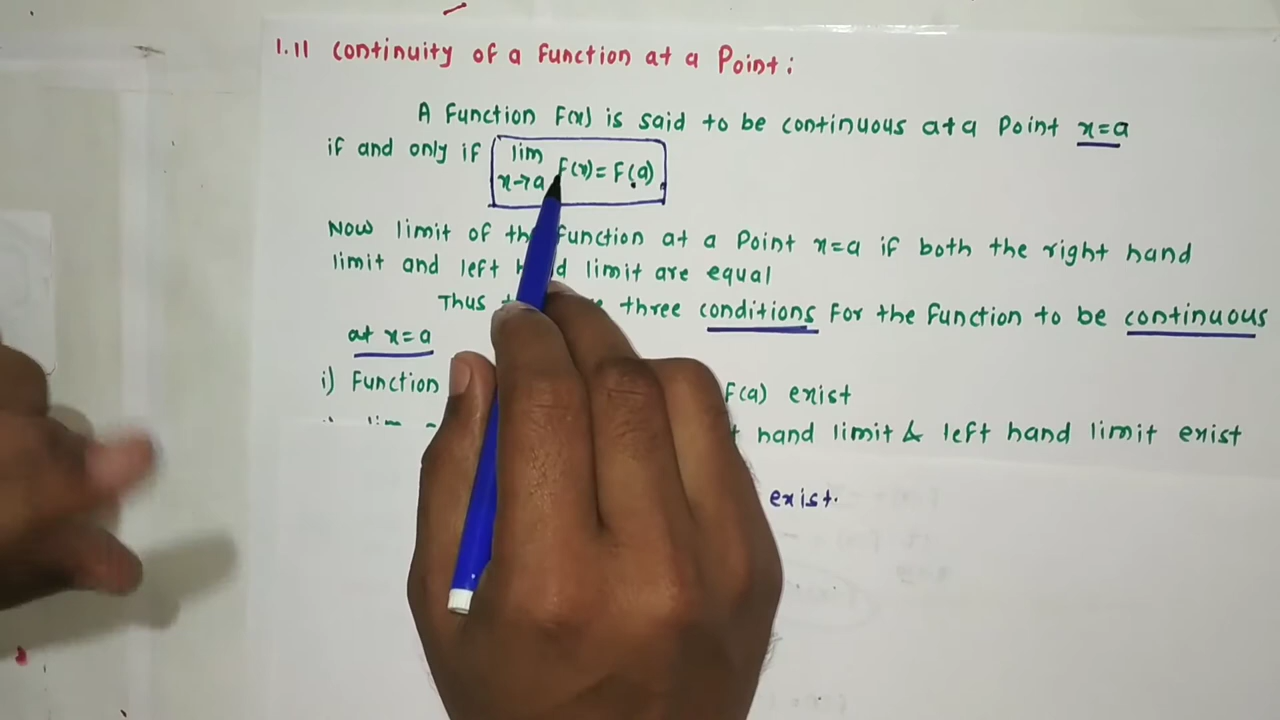 1.11 Continuity of a Function at a Point:
A Function F(x) is said to be continuous at a Point x=a
if and only if lim x→a F(x) = F(a)
Now limit of the function at a Point x=a if both the right hand
limit and left hand limit are equal
Thus three conditions For the Function to be continuous
at x=a
i) Function F(a) exist
hand limit & left hand limit exist
exist.